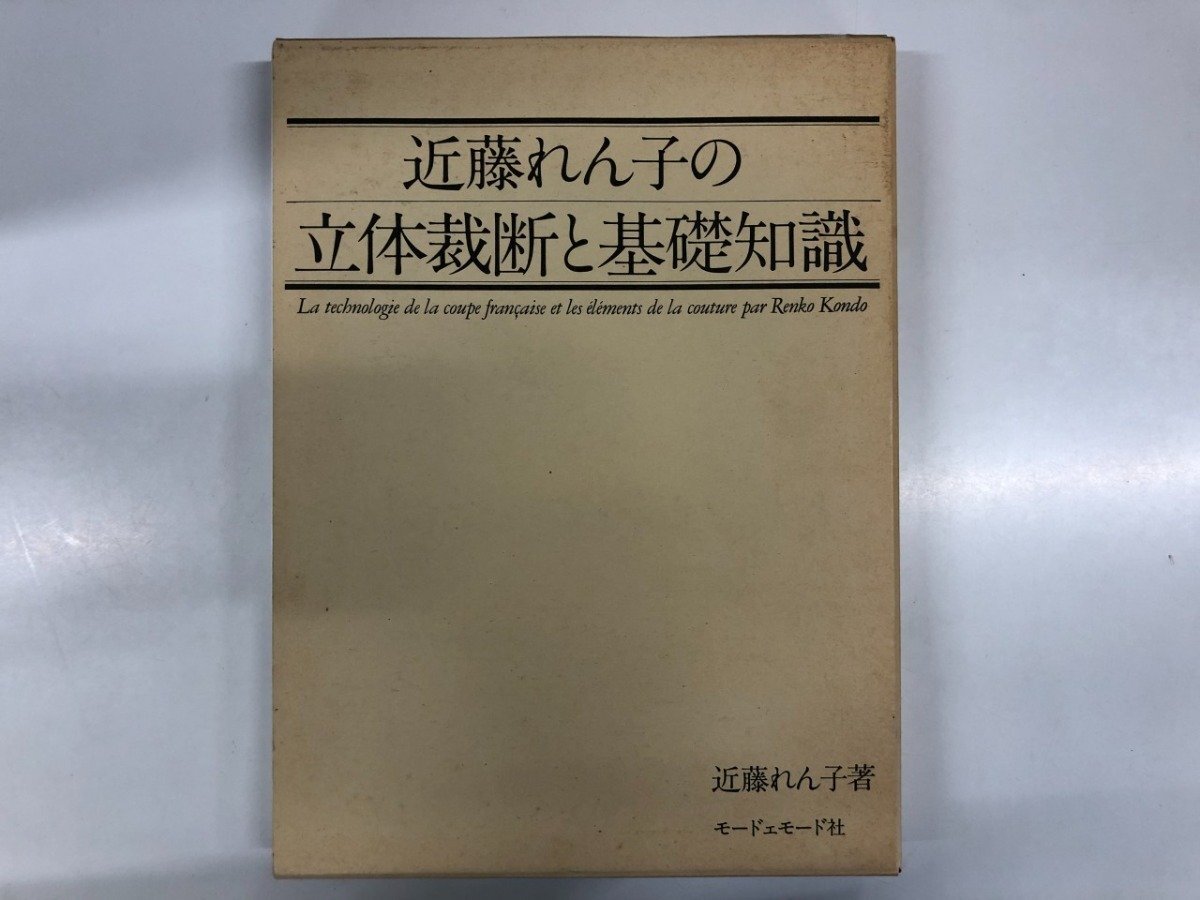 近藤れん子の
立体裁断と基礎知識
La technologie de la coupe française et les éléments de la couture par Renko Kondo
近藤れん子著
モードェモード社